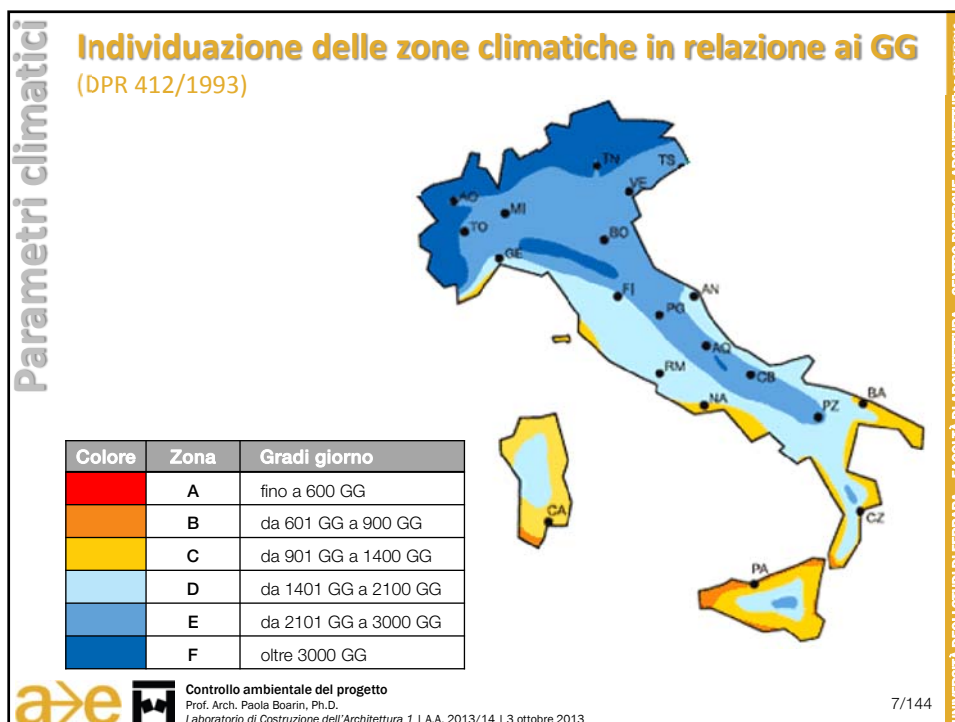 Parametri climatici
Individuazione delle zone climatiche in relazione ai GG
(DPR 412/1993)
TN
TS
VE
AO
MI
TO
BO
GE
FI
AN
PG
AQ
RM
CB
NA
BA
PZ
CA
CZ
PA
Colore Zona Gradi giorno
A fino a 600 GG
B da 601 GG a 900 GG
C da 901 GG a 1400 GG
D da 1401 GG a 2100 GG
E da 2101 GG a 3000 GG
F oltre 3000 GG
a>e
Controllo ambientale del progetto
Prof. Arch. Paola Boarin, Ph.D.
Laboratorio di Costruzione dell'Architettura 1 | A.A. 2013/14 | 3 ottobre 2013
7/144